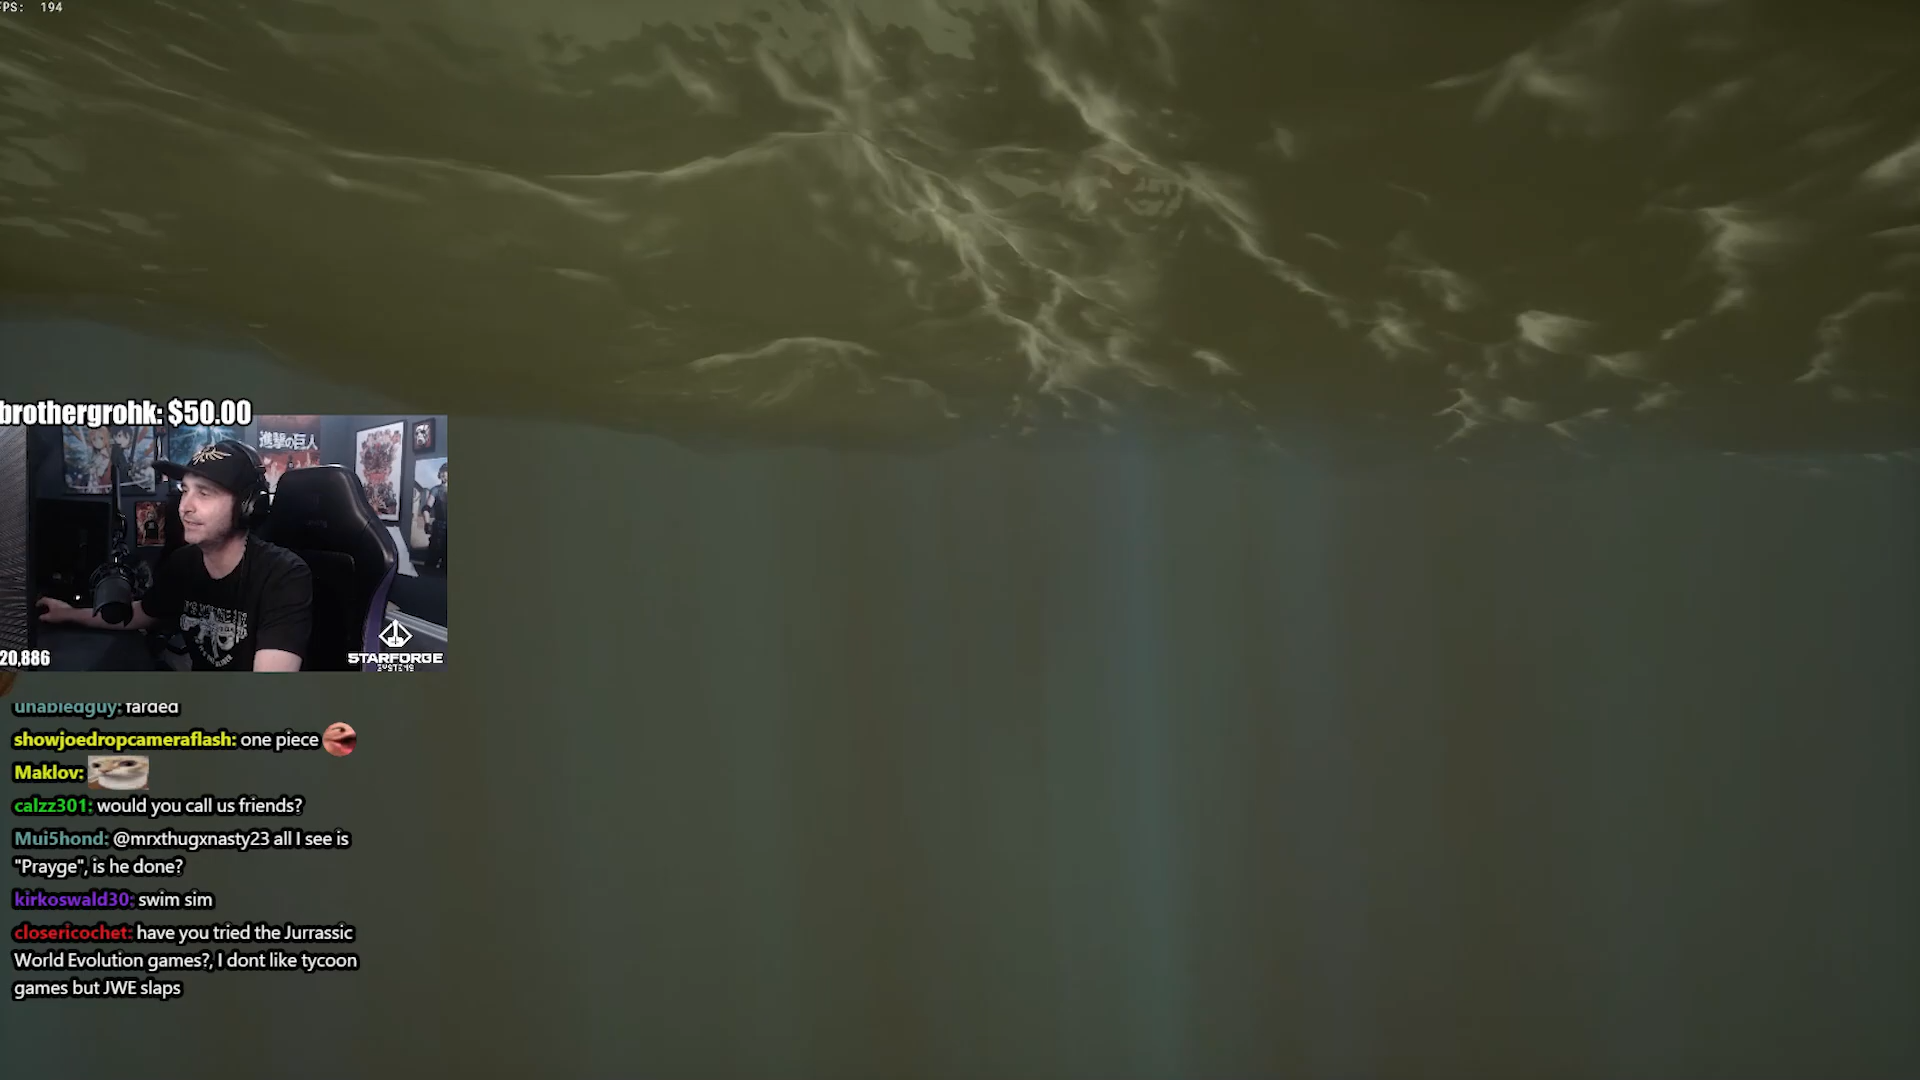 FPS: 194
brothergrohk: $50.00
進撃の巨人
20,886
STARFORGE
SYSTEMS
unabledguy: farded
showjoedropcameraflash: one piece
Maklov:
calzz301: would you call us friends?
Mui5hond: @mrxthugxnasty23 all I see is
"Prayge", is he done?
kirkoswald30: swim sim
closericochet: have you tried the Jurrassic
World Evolution games?, I dont like tycoon
games but JWE slaps